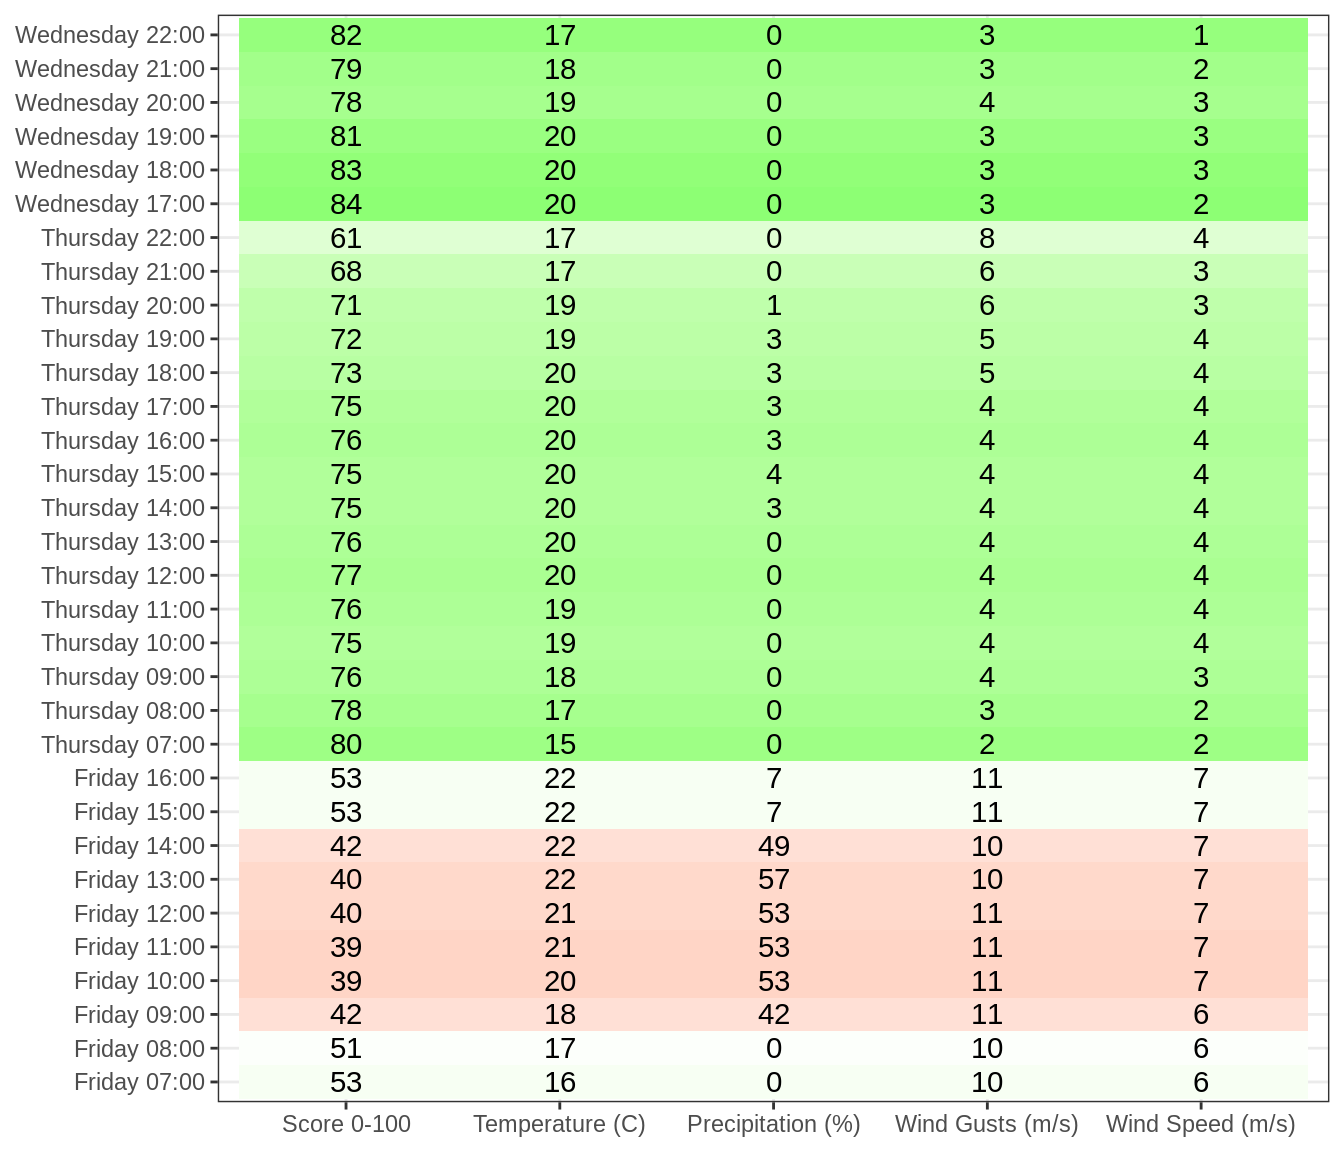 Wednesday 22:00 82 17 0 3 1
Wednesday 21:00 79 18 0 3 2
Wednesday 20:00 78 19 0 4 3
Wednesday 19:00 81 20 0 3 3
Wednesday 18:00 83 20 0 3 3
Wednesday 17:00 84 20 0 3 2
Thursday 22:00 61 17 0 8 4
Thursday 21:00 68 17 0 6 3
Thursday 20:00 71 19 1 6 3
Thursday 19:00 72 19 3 5 4
Thursday 18:00 73 20 3 5 4
Thursday 17:00 75 20 3 4 4
Thursday 16:00 76 20 3 4 4
Thursday 15:00 75 20 4 4 4
Thursday 14:00 75 20 3 4 4
Thursday 13:00 76 20 0 4 4
Thursday 12:00 77 20 0 4 4
Thursday 11:00 76 19 0 4 4
Thursday 10:00 75 19 0 4 4
Thursday 09:00 76 18 0 4 3
Thursday 08:00 78 17 0 3 2
Thursday 07:00 80 15 0 2 2
Friday 16:00 53 22 7 11 7
Friday 15:00 53 22 7 11 7
Friday 14:00 42 22 49 10 7
Friday 13:00 40 22 57 10 7
Friday 12:00 40 21 53 11 7
Friday 11:00 39 21 53 11 7
Friday 10:00 39 20 53 11 7
Friday 09:00 42 18 42 11 6
Friday 08:00 51 17 0 10 6
Friday 07:00 53 16 0 10 6
Score 0-100 Temperature (C) Precipitation (%) Wind Gusts (m/s) Wind Speed (m/s)